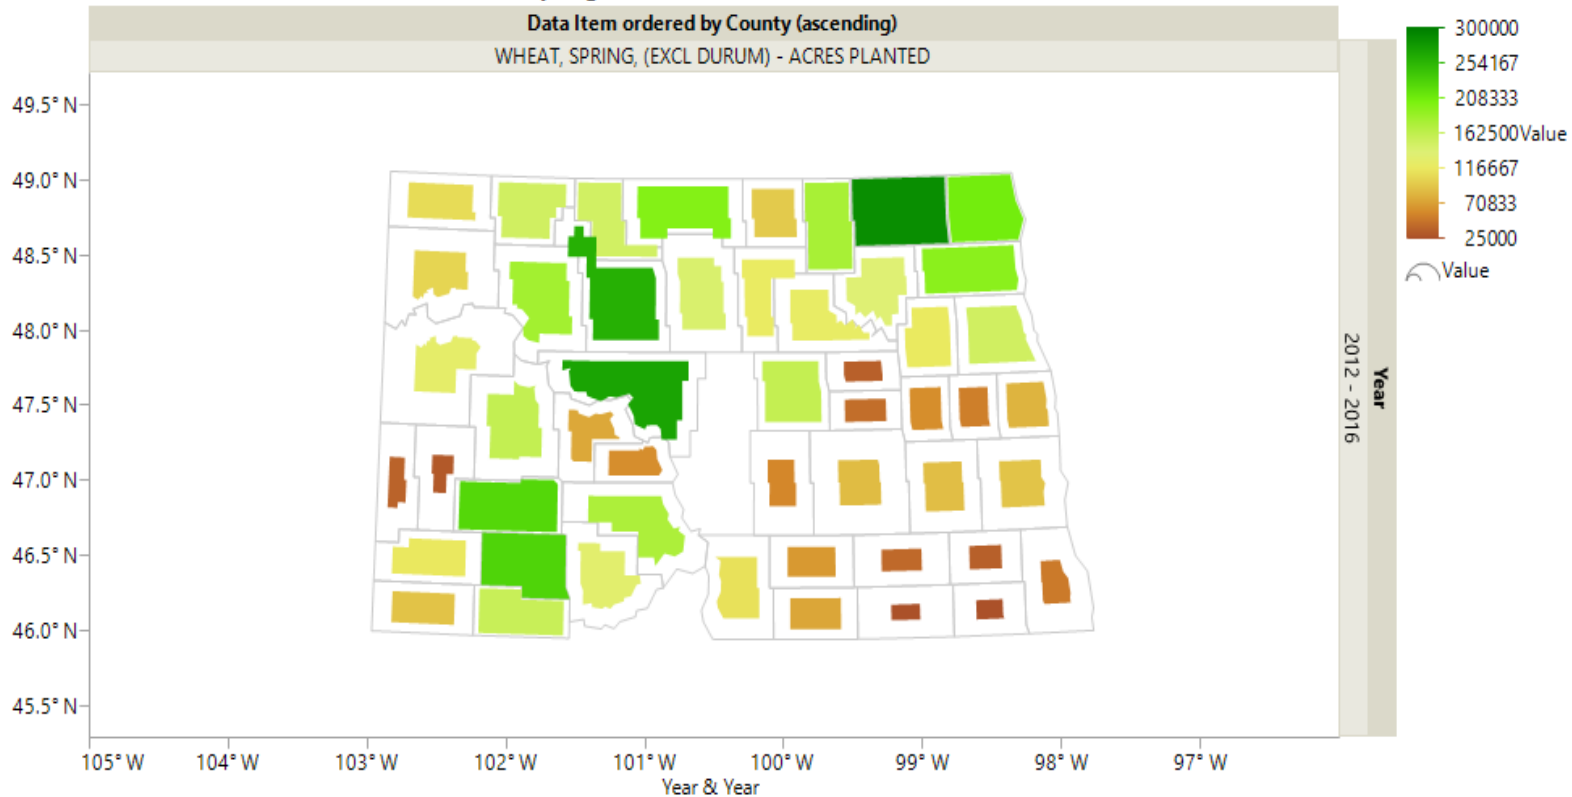 Data Item ordered by County (ascending)
WHEAT, SPRING, (EXCL DURUM) - ACRES PLANTED
49.5° N
49.0° N
48.5° N
48.0° N
47.5° N
47.0° N
46.5° N
46.0° N
45.5° N
105° W 104° W 103° W 102° W 101° W 100° W 99° W 98° W 97° W
Year & Year
2012 - 2016
Year
300000
254167
208333
162500 Value
116667
70833
25000
Value